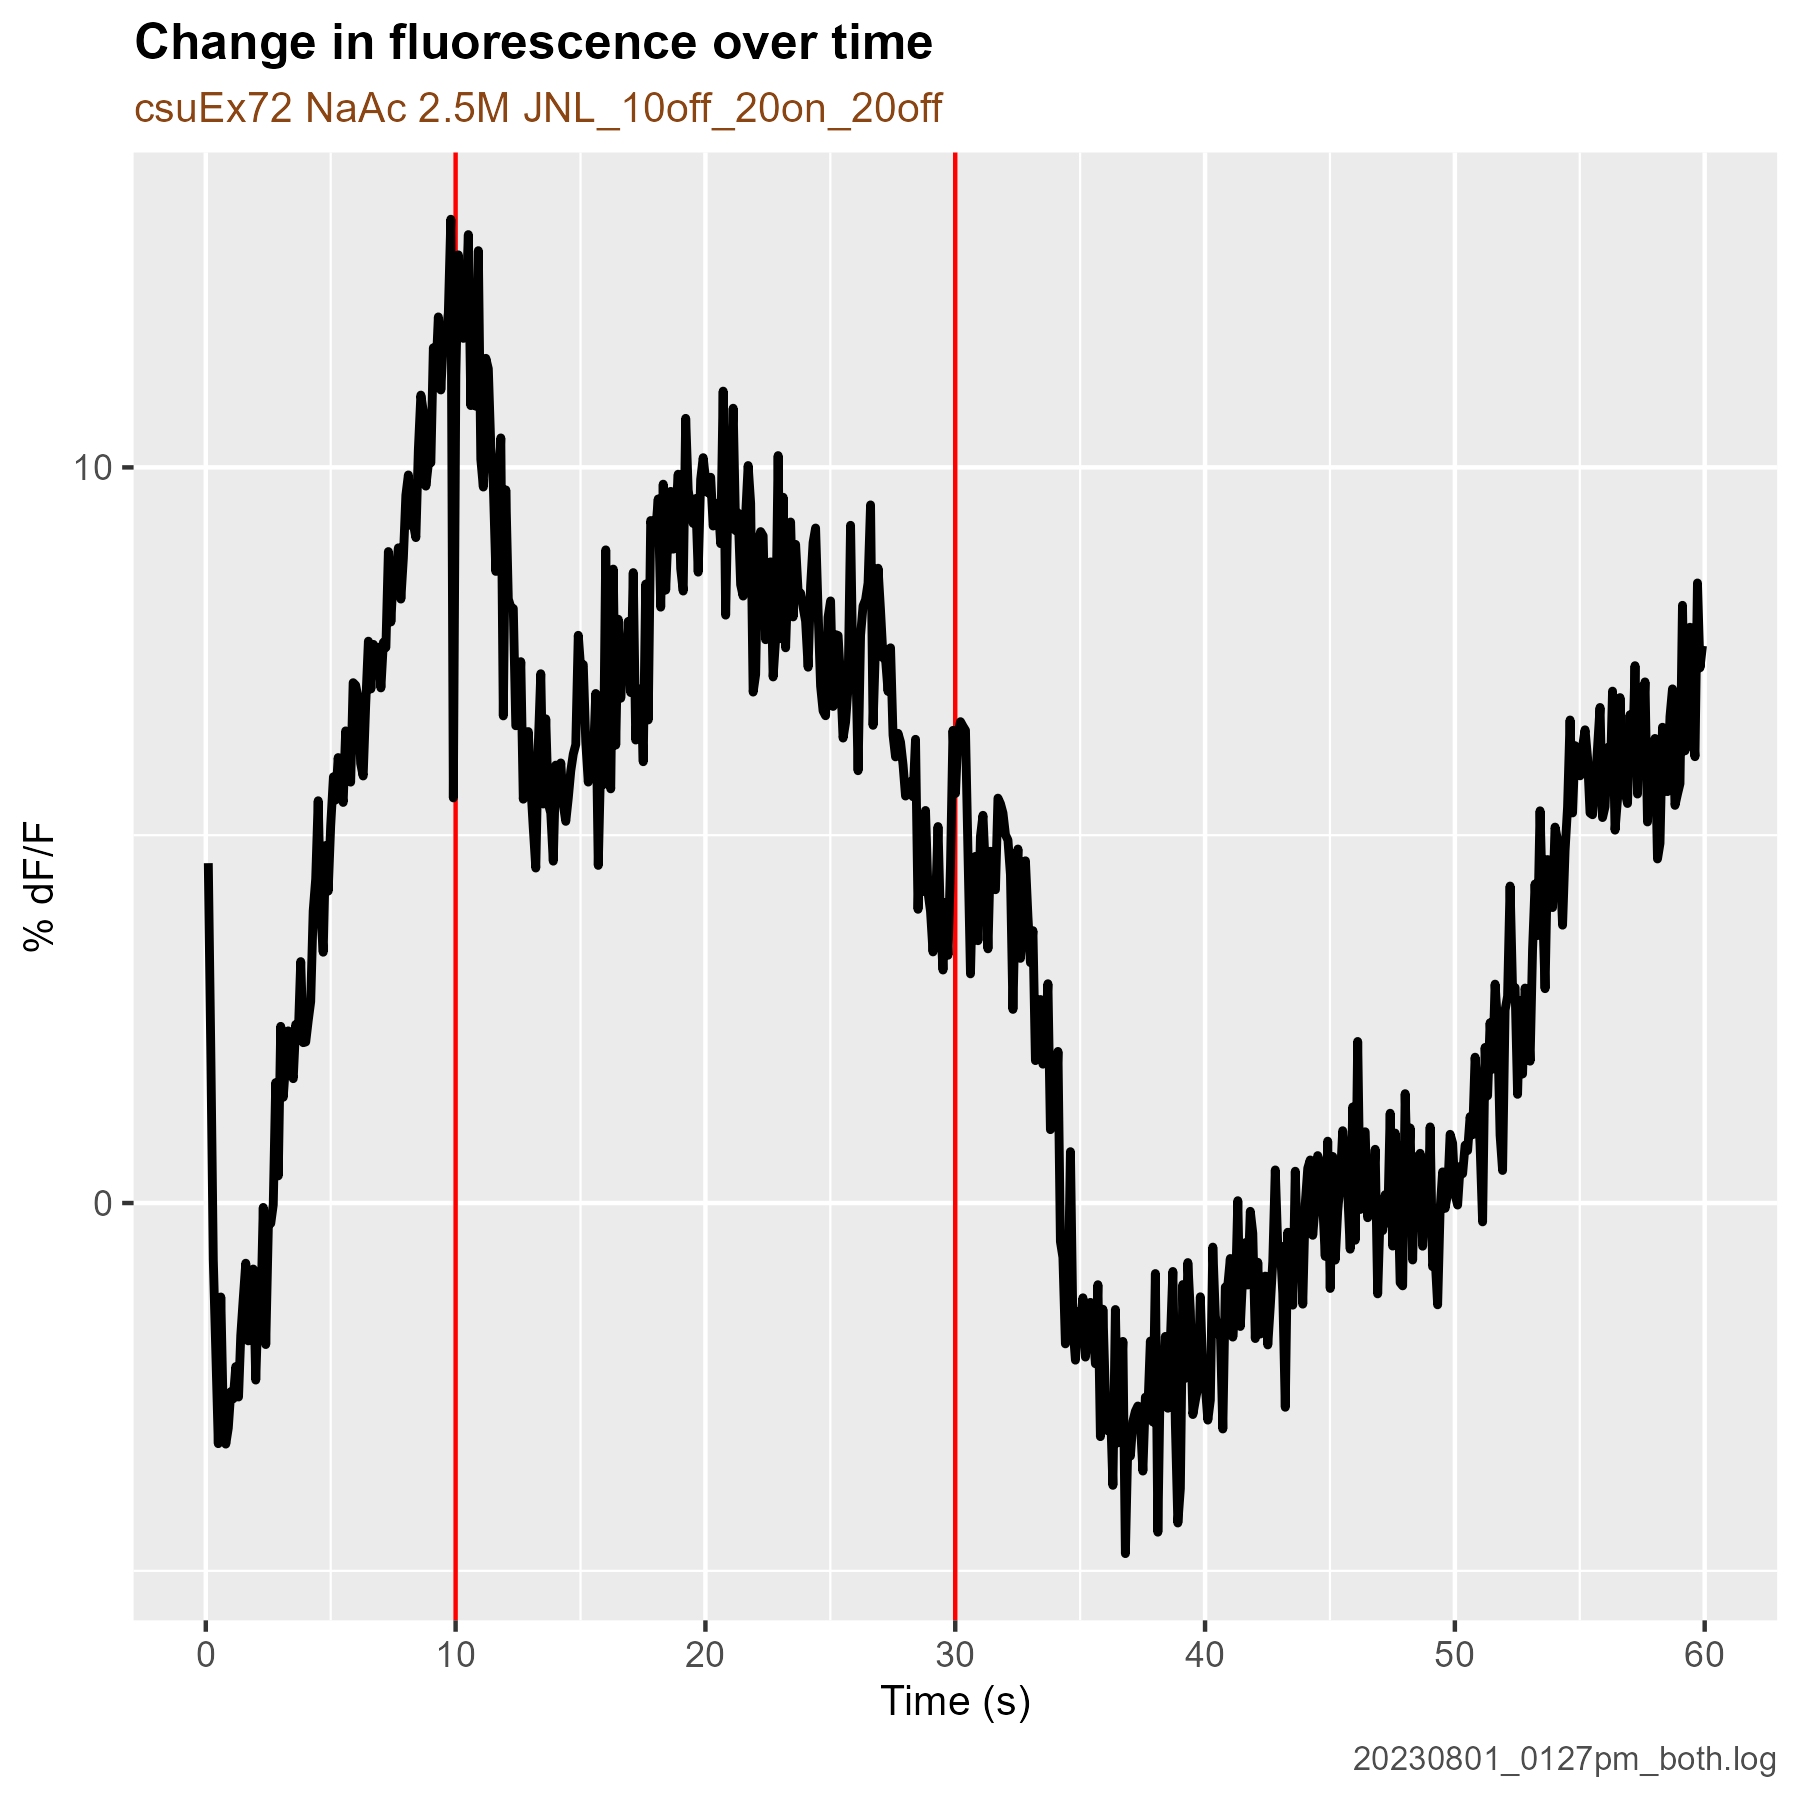 Change in fluorescence over time
csuEx72 NaAc 2.5M JNL_10off_20on_20off
% dF/F
10
0
0 10 20 30 40 50 60
Time (s)
20230801_0127pm_both.log